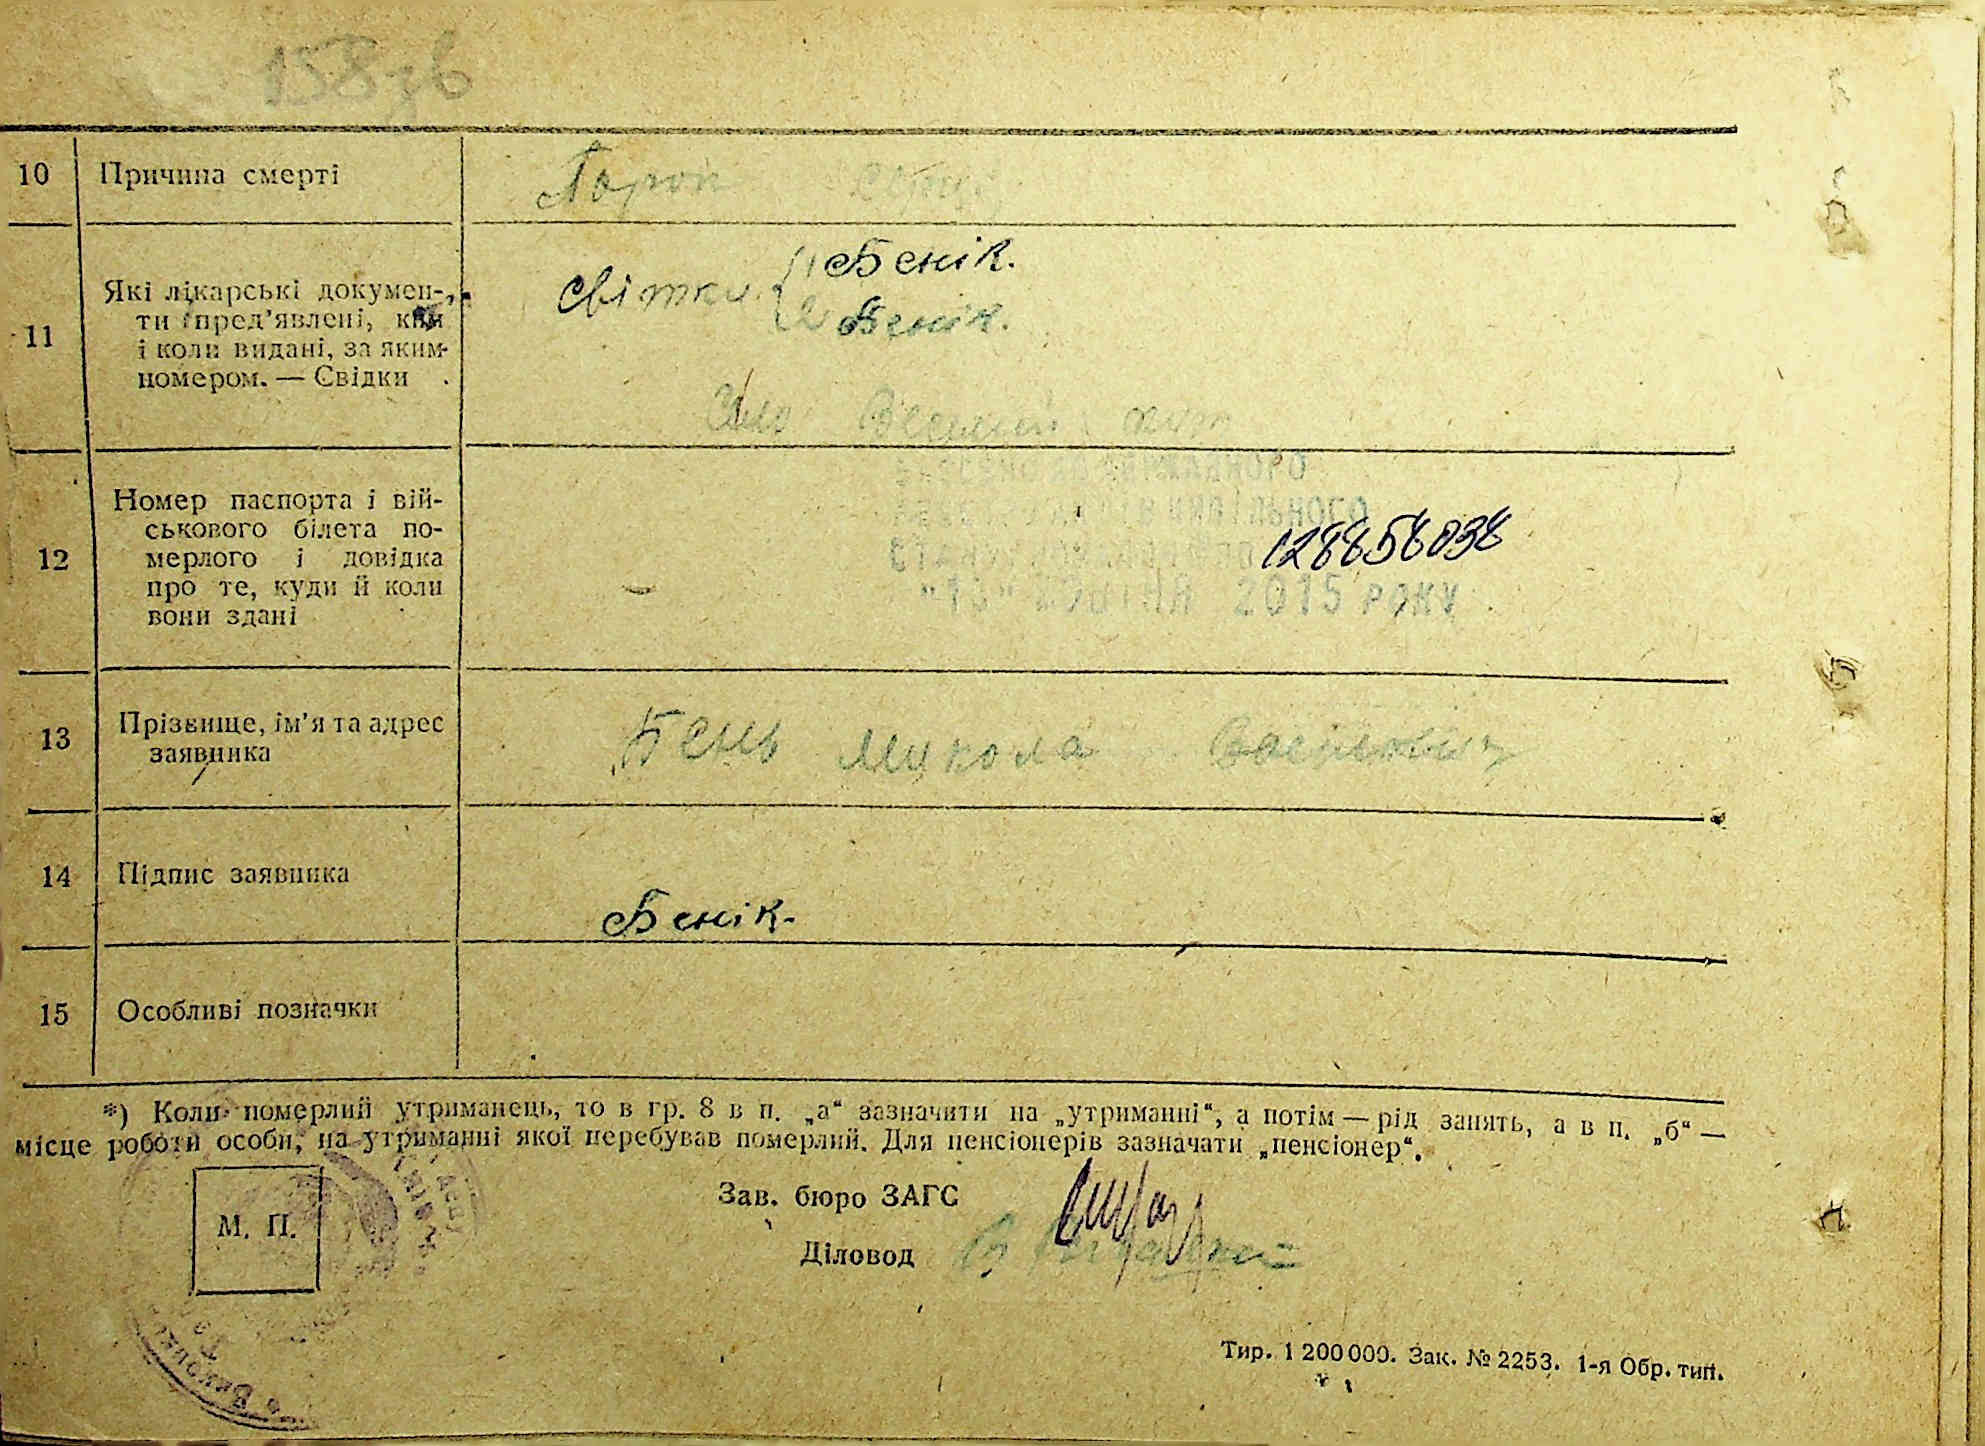 158зв
10 Причина смерті Порок серця
11 Які лікарські докумен-
ти пред’явлені, ким
і коли видані, за яким
номером. — Свідки
Світки { 1 Бенік.
2 Бенік.
12 Номер паспорта і вій-
ськового білета по-
мерлого і довідка
про те, куди й коли
вони здані
—
128858038
2015 РОКУ
13 Прізвище, ім’я та адрес
заявника
Бень Микола Васильович
14 Підпис заявника
Бенік.
15 Особливі позначки
*) Коли померлий утриманець, то в гр. 8 в п. „а“ зазначити на „утриманні“, а потім — рід занять, а в п. „б“ —
місце роботи особи, на утриманні якої перебував померлий. Для пенсіонерів зазначати „пенсіонер“.
М. П.
Зав. бюро ЗАГС
Діловод
Тир. 1 200 000. Зак. № 2253. 1-я Обр. тип.